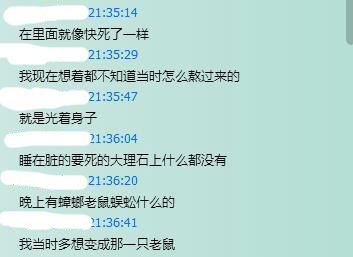 21:35:14
在里面就像快死了一样
21:35:29
我现在想着都不知道当时怎么熬过来的
21:35:47
就是光着身子
21:36:04
睡在脏的要死的大理石上什么都没有
21:36:20
晚上有蟑螂老鼠蜈蚣什么的
21:36:41
我当时多想变成那一只老鼠